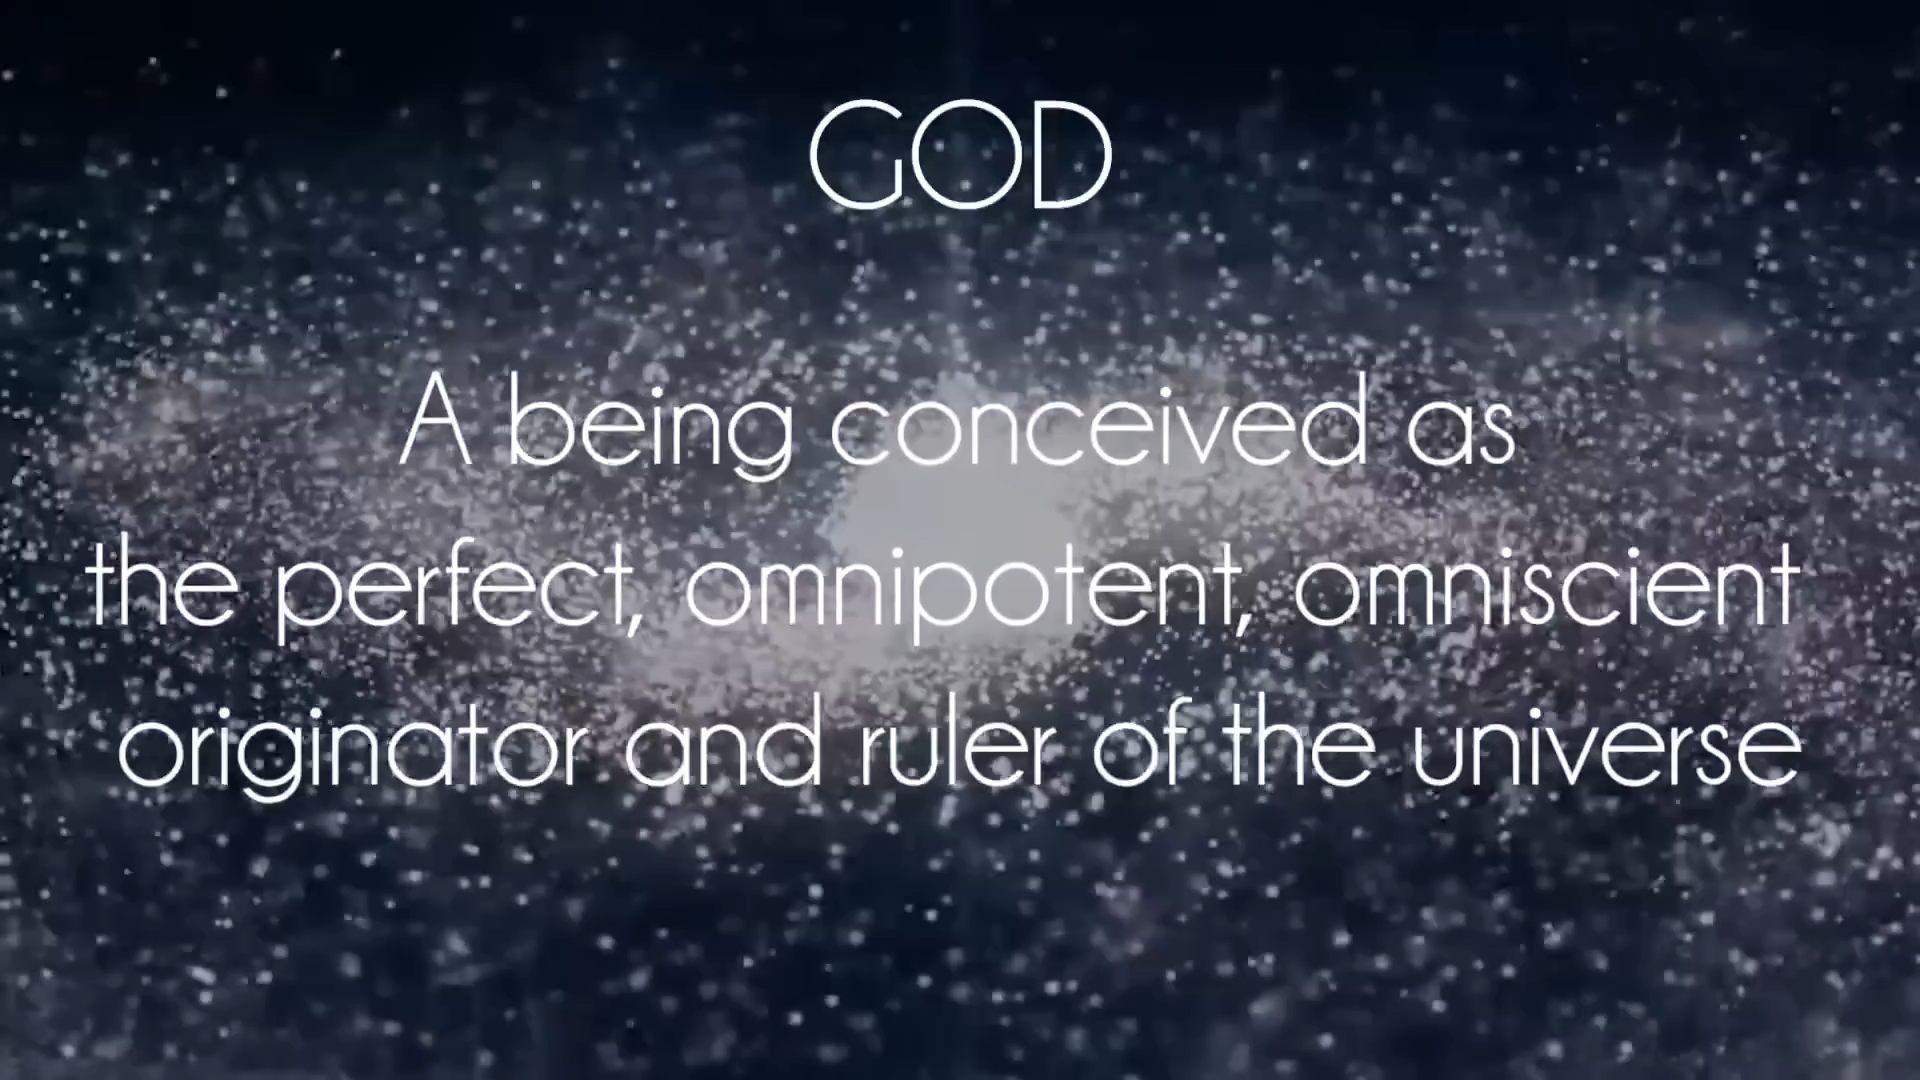 GOD
A being conceived as
the perfect, omnipotent, omniscient
originator and ruler of the universe